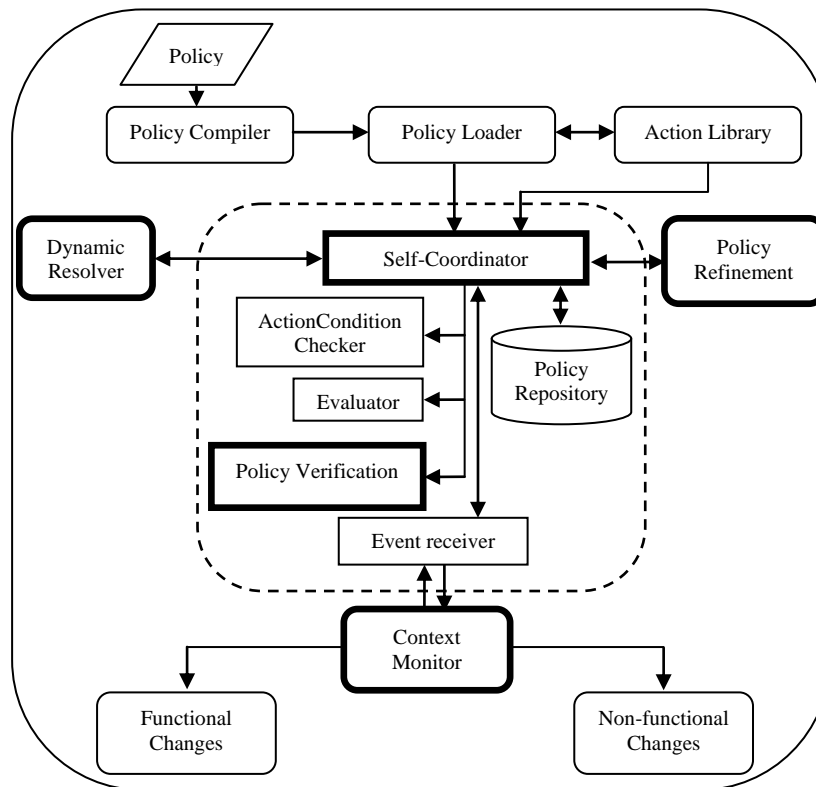 Policy
Policy Compiler
Policy Loader
Action Library
Dynamic
Resolver
Self-Coordinator
Policy
Refinement
ActionCondition
Checker
Policy
Repository
Evaluator
Policy Verification
Event receiver
Context
Monitor
Functional
Changes
Non-functional
Changes